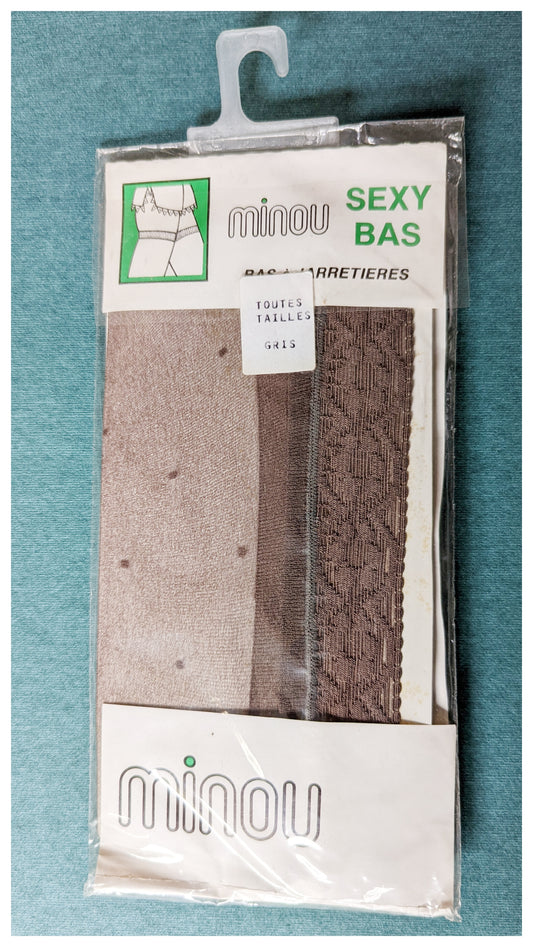 minou
SEXY
BAS
BAS À JARRETIERES
TOUTES
TAILLES
GRIS
minou